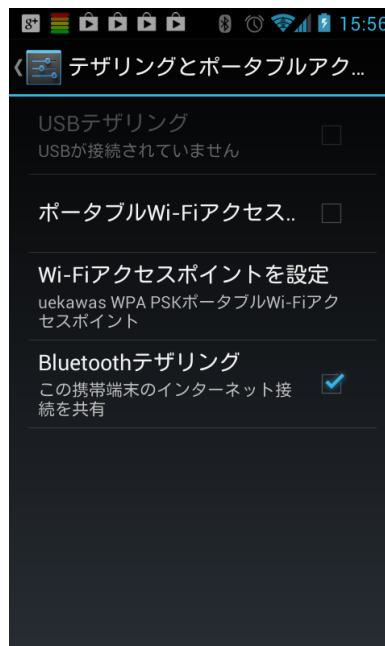 8+ 15:56
テザリングとポータブルアク...
USBテザリング
USBが接続されていません
ポータブルWi-Fiアクセス..
Wi-Fiアクセスポイントを設定
uekawas WPA PSKポータブルWi-Fiアク
セスポイント
Bluetoothテザリング
この携帯端末のインターネット接
続を共有